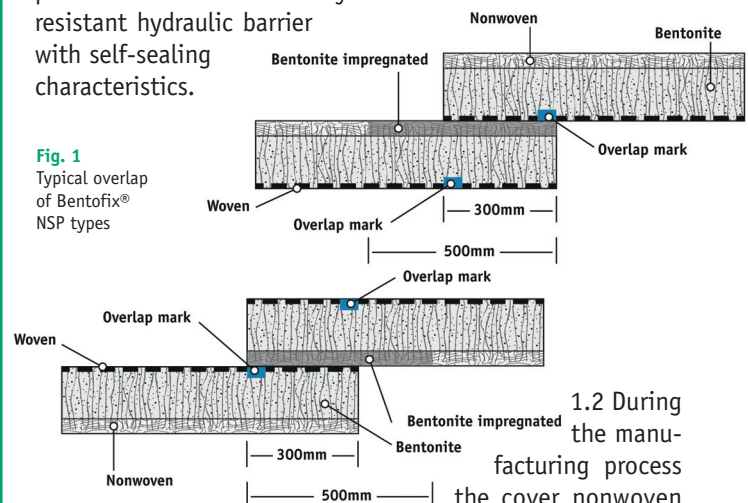 resistant hydraulic barrier
with self-sealing
characteristics.
Nonwoven
Bentonite
Bentonite impregnated
Fig. 1
Typical overlap
of Bentofix®
NSP types
Overlap mark
Woven
Overlap mark
300mm
500mm
Overlap mark
Overlap mark
Woven
Bentonite impregnated
Bentonite
300mm
Nonwoven
500mm
1.2 During
the manu-
facturing process
the cover nonwoven